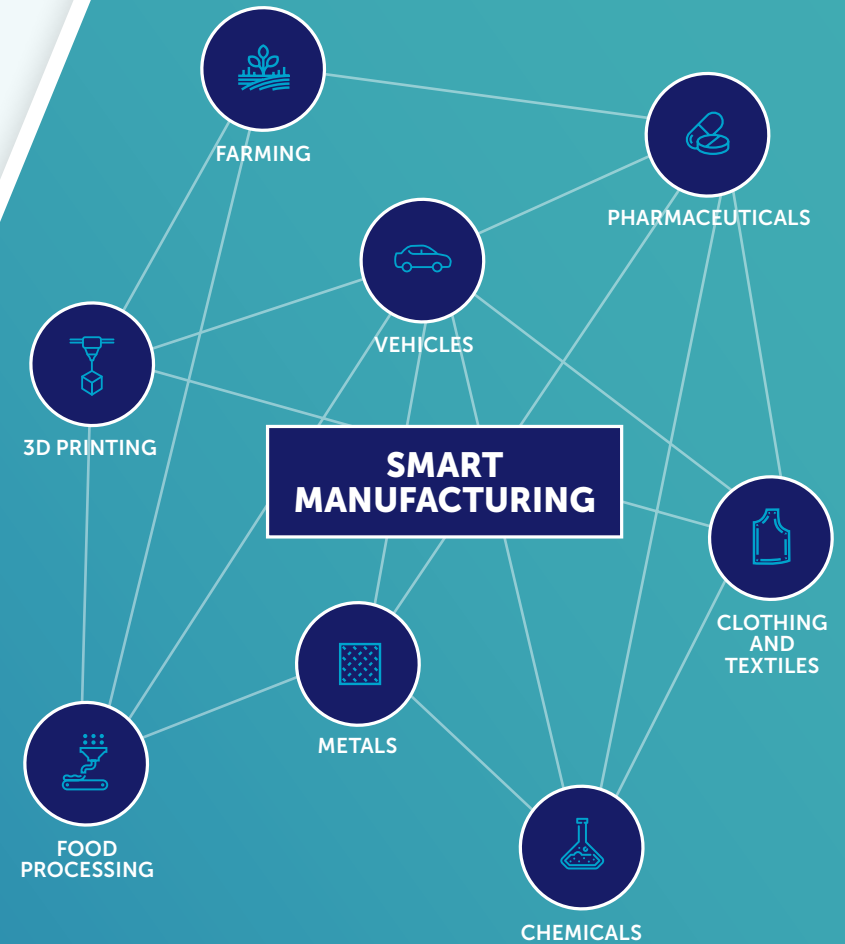 FARMING
PHARMACEUTICALS
VEHICLES
3D PRINTING
SMART
MANUFACTURING
CLOTHING
AND
TEXTILES
METALS
FOOD
PROCESSING
CHEMICALS